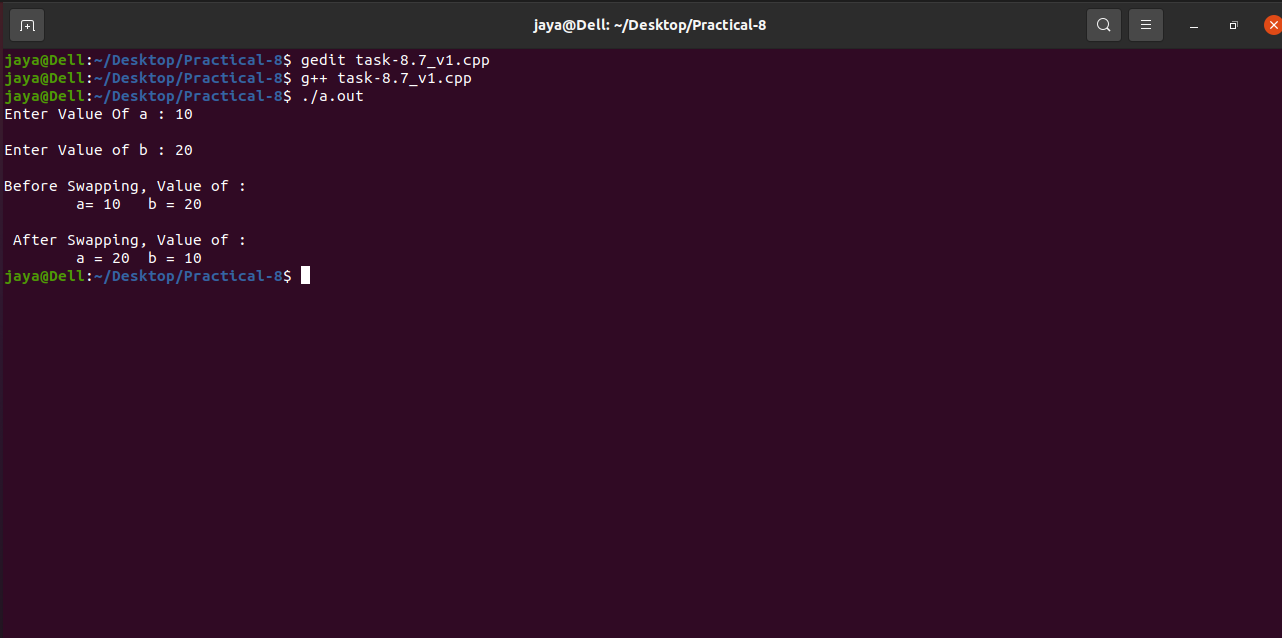 jaya@Dell: ~/Desktop/Practical-8
jaya@Dell:~/Desktop/Practical-8$ gedit task-8.7_v1.cpp
jaya@Dell:~/Desktop/Practical-8$ g++ task-8.7_v1.cpp
jaya@Dell:~/Desktop/Practical-8$ ./a.out
Enter Value Of a : 10
Enter Value of b : 20
Before Swapping, Value of :
        a= 10   b = 20
 After Swapping, Value of :
        a = 20  b = 10
jaya@Dell:~/Desktop/Practical-8$